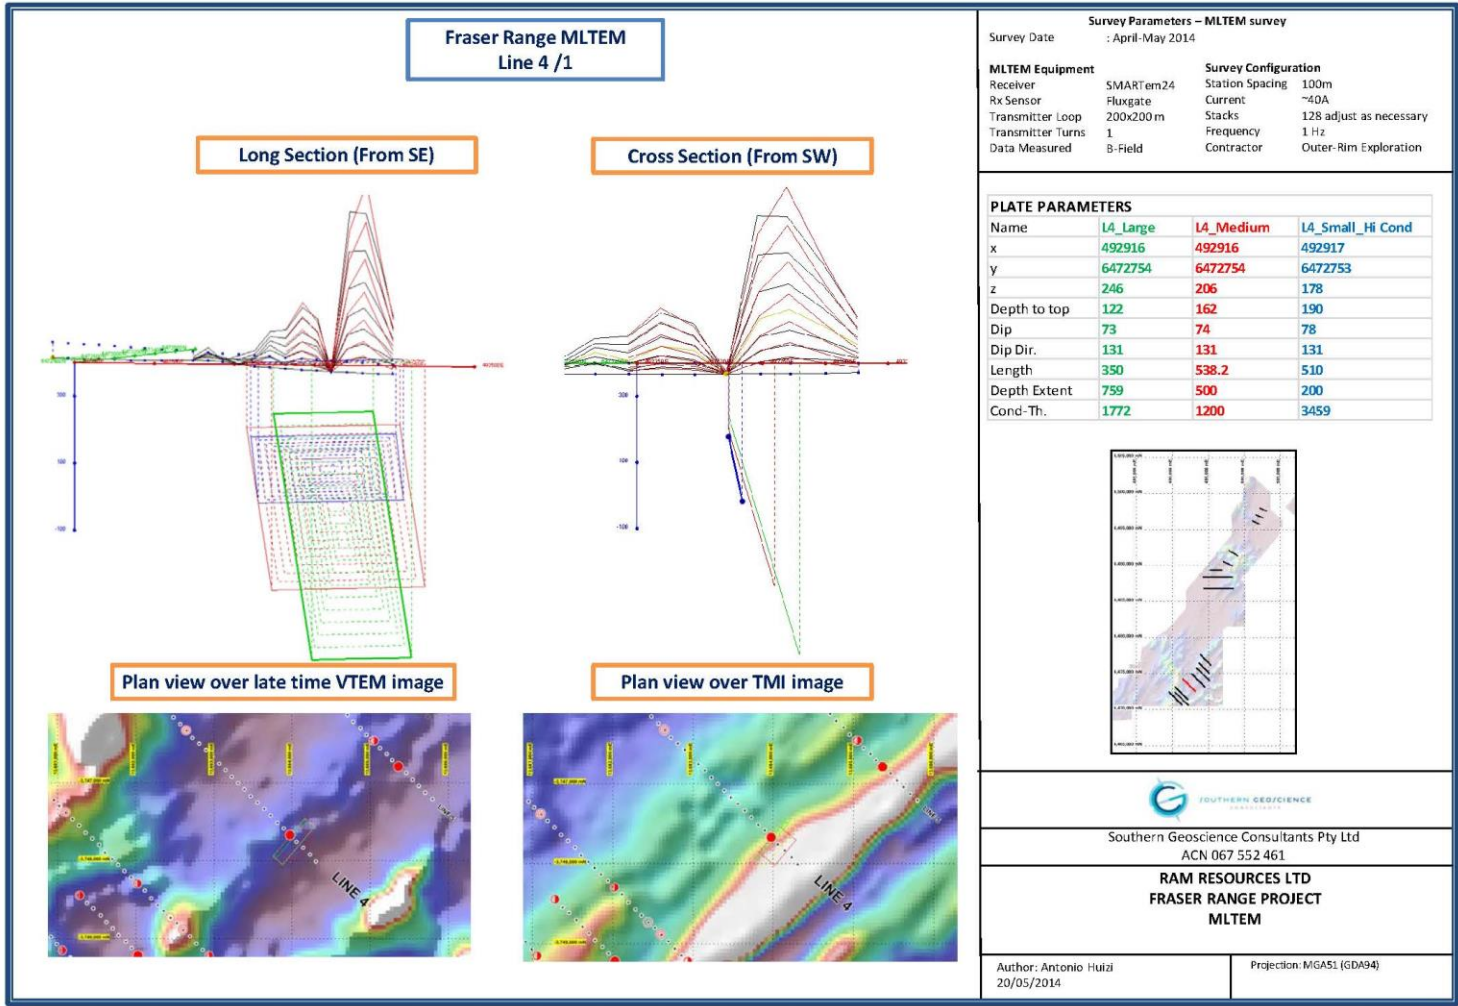 Fraser Range MLTEM
Line 4 /1
Long Section (From SE)
Cross Section (From SW)
300
100
-100
300
100
-100
Plan view over late time VTEM image
Plan view over TMI image
LINE 4
LINE 4
Survey Parameters – MLTEM survey
Survey Date : April-May 2014
MLTEM Equipment Survey Configuration
Receiver SMARTem24 Station Spacing 100m
Rx Sensor Fluxgate Current ~40A
Transmitter Loop 200x200 m Stacks 128 adjust as necessary
Transmitter Turns 1 Frequency 1 Hz
Data Measured B-Field Contractor Outer-Rim Exploration
PLATE PARAMETERS
Name L4_Large L4_Medium L4_Small_Hi Cond
x 492916 492916 492917
y 6472754 6472754 6472753
z 246 206 178
Depth to top 122 162 190
Dip 73 74 78
Dip Dir. 131 131 131
Length 350 538.2 510
Depth Extent 759 500 200
Cond-Th. 1772 1200 3459
SOUTHERN GEOSCIENCE
CONSULTANTS
Southern Geoscience Consultants Pty Ltd
ACN 067 552 461
RAM RESOURCES LTD
FRASER RANGE PROJECT
MLTEM
Author: Antonio Huizi
20/05/2014
Projection: MGA51 (GDA94)